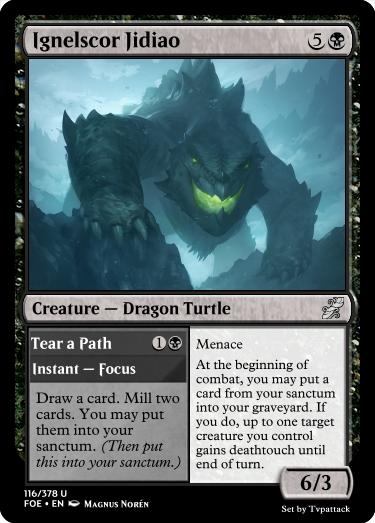 Ignelscor Jidiao 5
Creature — Dragon Turtle
Tear a Path 1
Instant — Focus
Draw a card. Mill two
cards. You may put
them into your
sanctum. (Then put
this into your sanctum.)
Menace
At the beginning of
combat, you may put a
card from your sanctum
into your graveyard. If
you do, up to one target
creature you control
gains deathtouch until
end of turn.
6/3
116/378 U
FOE • EN Magnus Norén
Set by Tvpattack